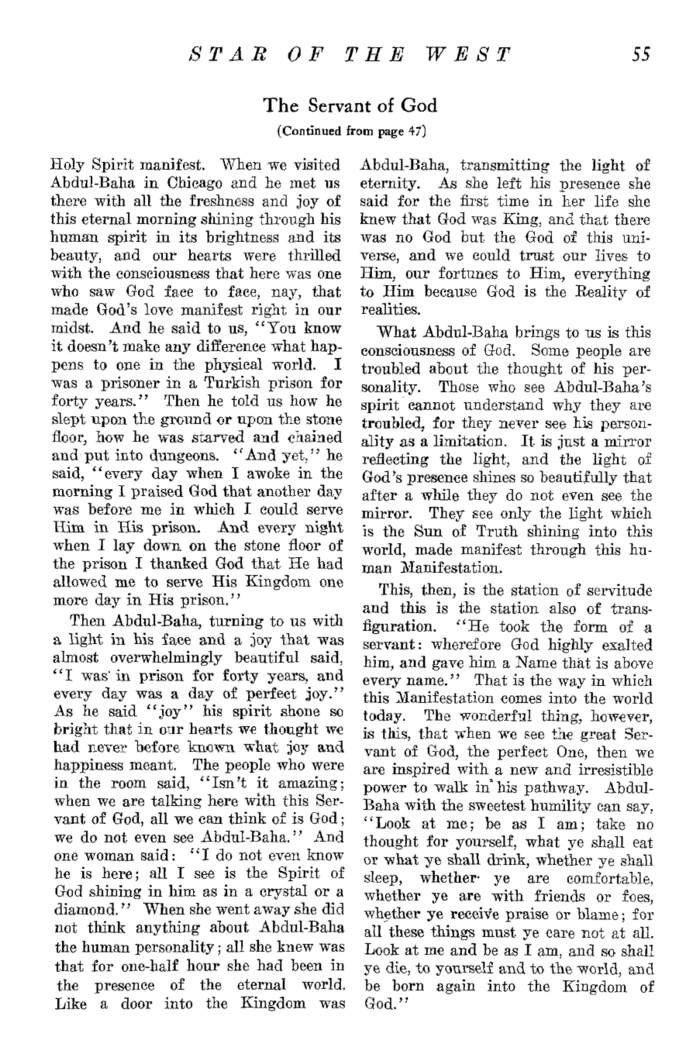 STAR OF THE WEST 55
The Servant of God
(Continued from page 47)
Holy Spirit manifest. When we visited
Abdul-Baha in Chicago and he met us
there with all the freshness and joy of
this eternal morning shining through his
human spirit in its brightness and its
beauty, and our hearts were thrilled
with the consciousness that here was one
who saw God face to face, nay, that
made God's love manifest right in our
midst. And he said to us, "You know
it doesn't make any difference what hap-
pens to one in the physical world. I
was a prisoner in a Turkish prison for
forty years." Then he told us how he
slept upon the ground or upon the stone
floor, how he was starved and chained
and put into dungeons. "And yet," he
said, "every day when I awoke in the
morning I praised God that another day
was before me in which I could serve
Him in His prison. And every night
when I lay down on the stone floor of
the prison I thanked God that He had
allowed me to serve His Kingdom one
more day in His prison."
Then Abdul-Baha, turning to us with
a light in his face and a joy that was
almost overwhelmingly beautiful said,
"I was in prison for forty years, and
every day was a day of perfect joy."
As he said "joy" his spirit shone so
bright that in our hearts we thought we
had never before known what joy and
happiness meant. The people who were
in the room said, "Isn't it amazing;
when we are talking here with this Ser-
vant of God, all we can think of is God;
we do not even see Abdul-Baha." And
one woman said: "I do not even know
he is here; all I see is the Spirit of
God shining in him as in a crystal or a
diamond." When she went away she did
not think anything about Abdul-Baha
the human personality; all she knew was
that for one-half hour she had been in
the presence of the eternal world.
Like a door into the Kingdom was
Abdul-Baha, transmitting the light of
eternity. As she left his presence she
said for the first time in her life she
knew that God was King, and that there
was no God but the God of this uni-
verse, and we could trust our lives to
Him, our fortunes to Him, everything
to Him because God is the Reality of
realities.
What Abdul-Baha brings to us is this
consciousness of God. Some people are
troubled about the thought of his per-
sonality. Those who see Abdul-Baha's
spirit cannot understand why they are
troubled, for they never see his person-
ality as a limitation. It is just a mirror
reflecting the light, and the light of
God's presence shines so beautifully that
after a while they do not even see the
mirror. They see only the light which
is the Sun of Truth shining into this
world, made manifest through this hu-
man Manifestation.
This, then, is the station of servitude
and this is the station also of trans-
figuration. "He took the form of a
servant: wherefore God highly exalted
him, and gave him a Name that is above
every name." That is the way in which
this Manifestation comes into the world
today. The wonderful thing, however,
is this, that when we see the great Ser-
vant of God, the perfect One, then we
are inspired with a new and irresistible
power to walk in his pathway. Abdul-
Baha with the sweetest humility can say,
"Look at me; be as I am; take no
thought for yourself, what ye shall eat
or what ye shall drink, whether ye shall
sleep, whether ye are comfortable,
whether ye are with friends or foes,
whether ye receive praise or blame; for
all these things must ye care not at all.
Look at me and be as I am, and so shall
ye die, to yourself and to the world, and
be born again into the Kingdom of
God."